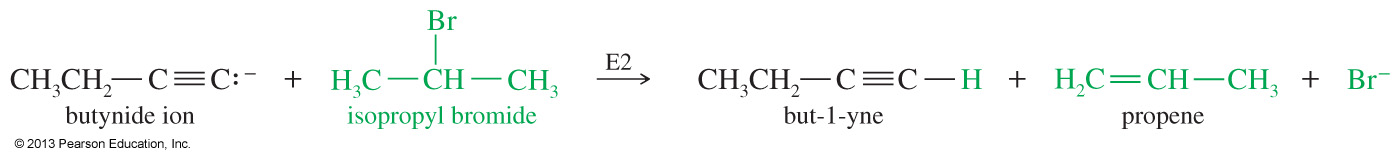 Br
CH₃CH₂—C≡C:⁻ + H₃C—CH—CH₃ E2 → CH₃CH₂—C≡C—H + H₂C=CH—CH₃ + Br⁻
butynide ion isopropyl bromide but-1-yne propene
© 2013 Pearson Education, Inc.